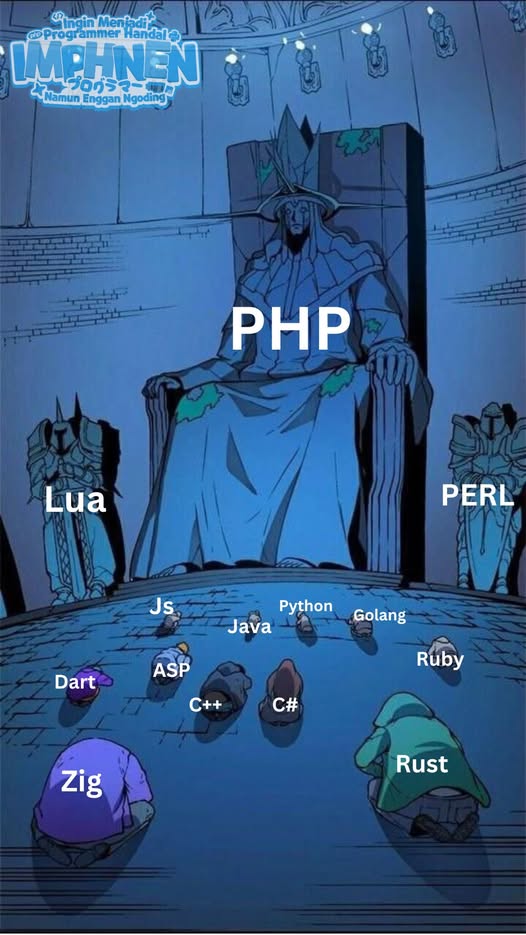 Ingin Menjadi
Programmer Handal
IMPHNEN
プログラマー
Namun Enggan Ngoding
PHP
Lua
PERL
Js
Java
Python
Golang
Ruby
Dart
ASP
C++
C#
Zig
Rust